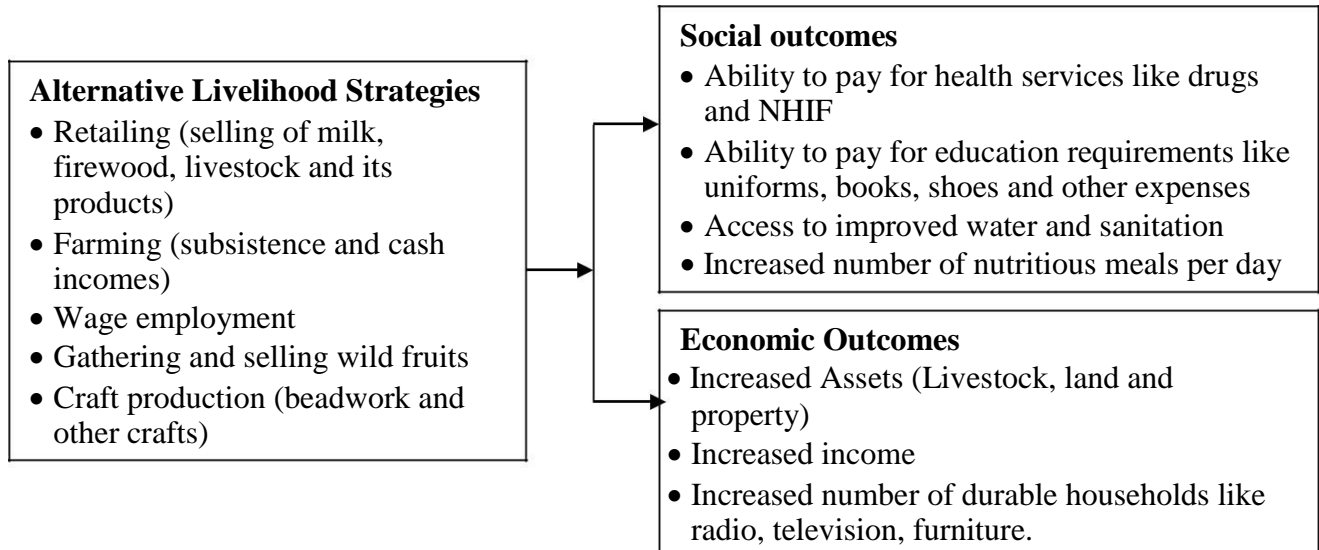 Alternative Livelihood Strategies
• Retailing (selling of milk,
firewood, livestock and its
products)
• Farming (subsistence and cash
incomes)
• Wage employment
• Gathering and selling wild fruits
• Craft production (beadwork and
other crafts)
Social outcomes
• Ability to pay for health services like drugs
and NHIF
• Ability to pay for education requirements like
uniforms, books, shoes and other expenses
• Access to improved water and sanitation
• Increased number of nutritious meals per day
Economic Outcomes
• Increased Assets (Livestock, land and
property)
• Increased income
• Increased number of durable households like
radio, television, furniture.